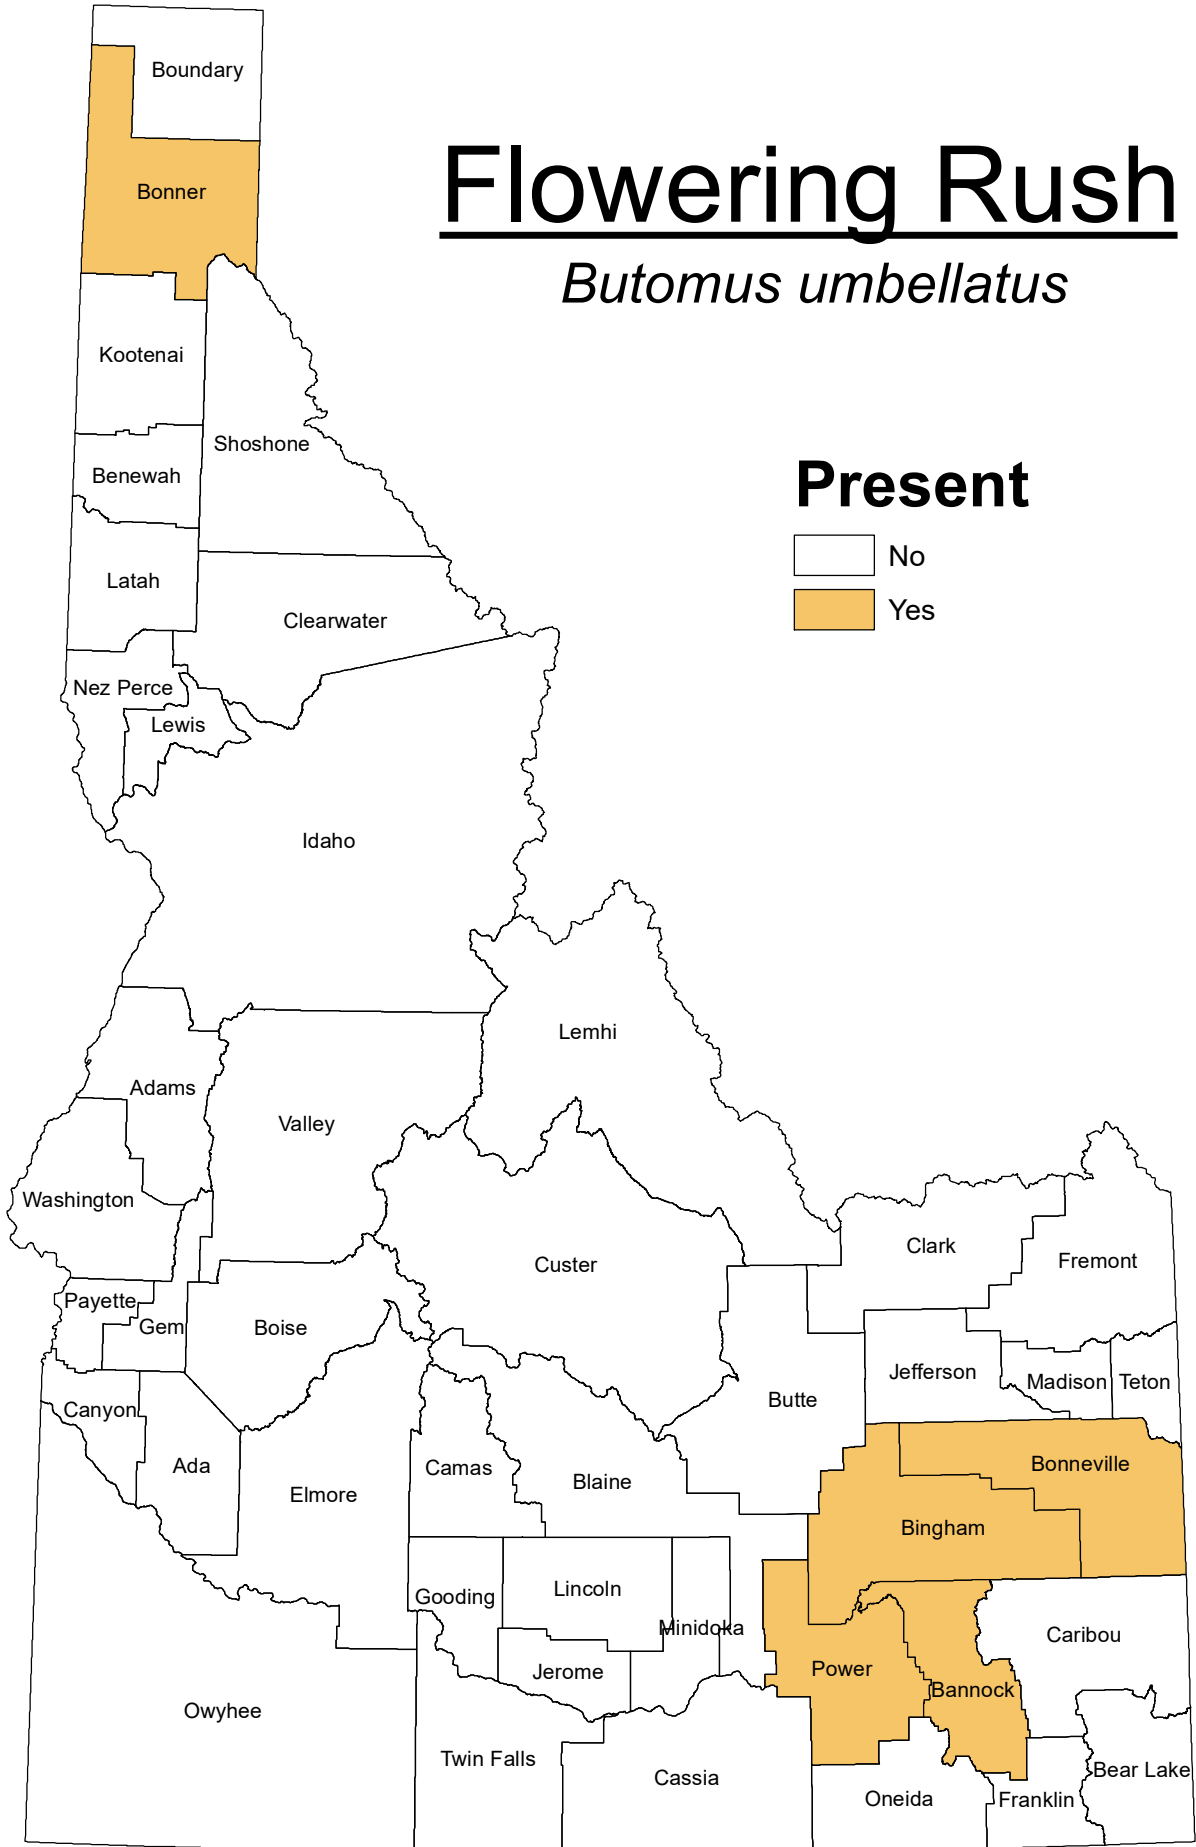 Boundary
Flowering Rush
Bonner
Butomus umbellatus
Kootenai
Shoshone
Present
Benewah
No
Latah
Yes
Clearwater
Nez Perce
Lewis
Idaho
Lemhi
Adams
Valley
Washington
Clark
Custer
Fremont
Payette
Gem
Boise
Jefferson
Madison
Teton
Butte
Canyon
Bonneville
Ada
Camas
Blaine
Elmore
Bingham
Gooding
Lincoln
Minidoka
Caribou
Jerome
Power
Bannock
Owyhee
Twin Falls
Cassia
Bear Lake
Oneida
Franklin